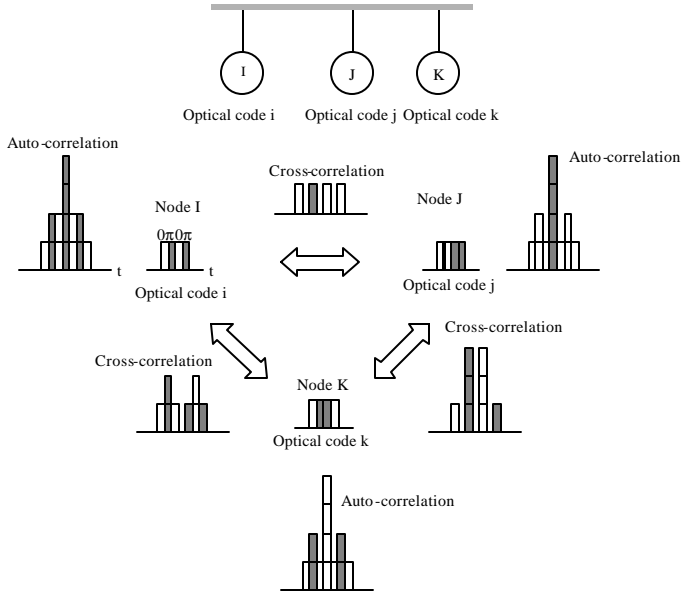 I
J
K
Optical code i
Optical code j
Optical code k
Auto-correlation
Cross-correlation
Auto-correlation
Node I
Node J
0π0π
t
t
Optical code i
Optical code j
Cross-correlation
Cross-correlation
Node K
Optical code k
Auto-correlation